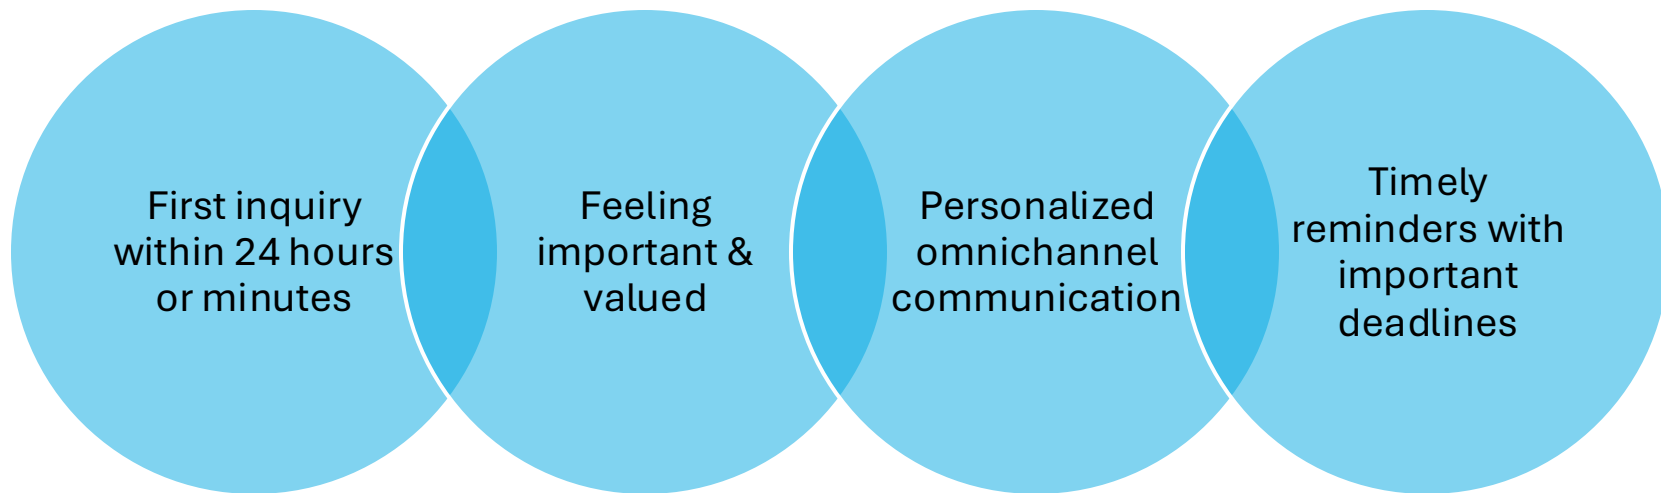 First inquiry
within 24 hours
or minutes
Feeling
important &
valued
Personalized
omnichannel
communication
Timely
reminders with
important
deadlines